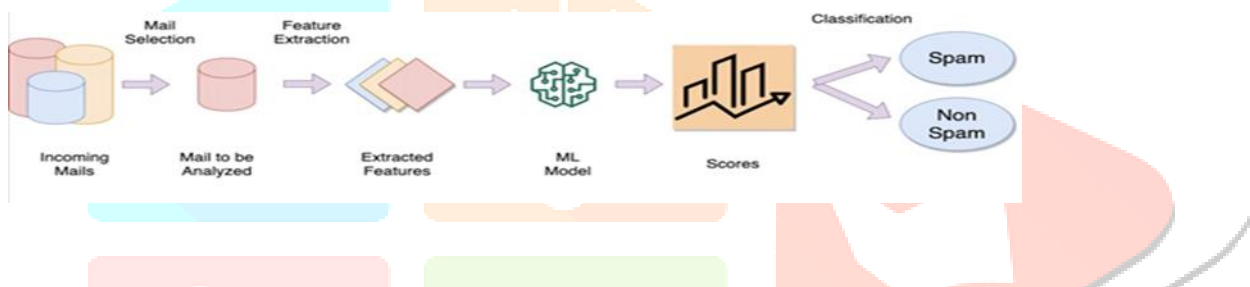 Mail
Selection
Feature
Extraction
Classification
Spam
Non
Spam
Incoming
Mails
Mail to be
Analyzed
Extracted
Features
ML
Model
Scores